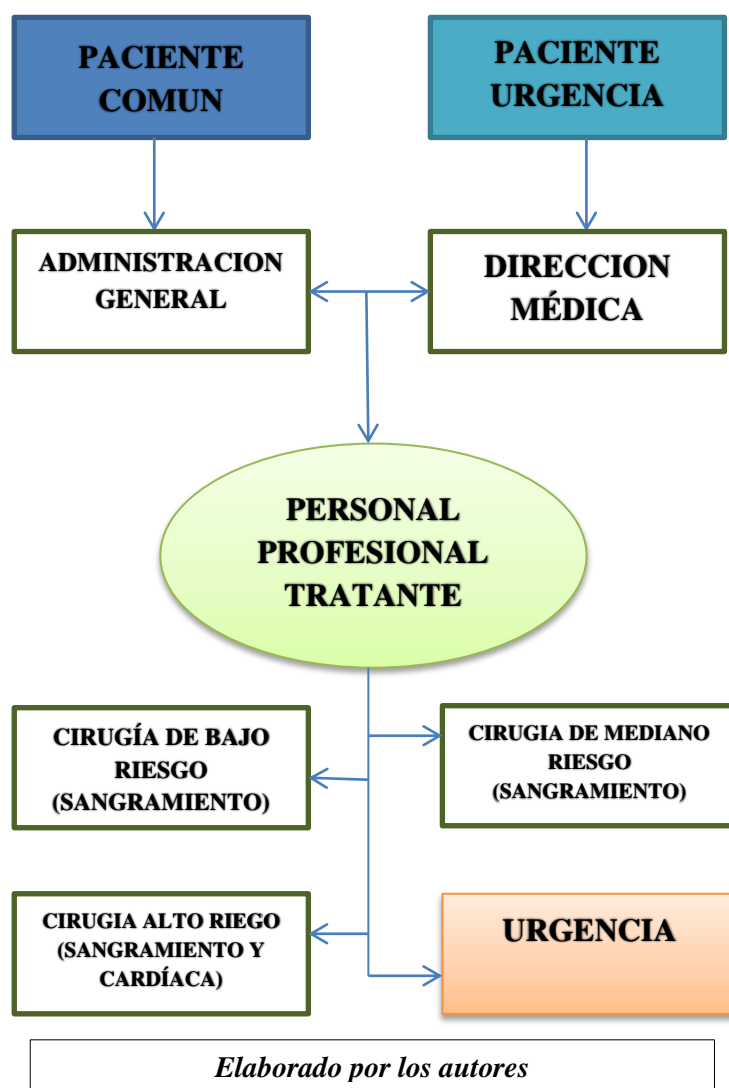 PACIENTE
COMUN
PACIENTE
URGENCIA
ADMINISTRACION
GENERAL
DIRECCION
MÉDICA
PERSONAL
PROFESIONAL
TRATANTE
CIRUGÍA DE BAJO
RIESGO
(SANGRAMIENTO)
CIRUGIA DE MEDIANO
RIESGO
(SANGRAMIENTO)
CIRUGIA ALTO RIEGO
(SANGRAMIENTO Y
CARDÍACA)
URGENCIA
Elaborado por los autores